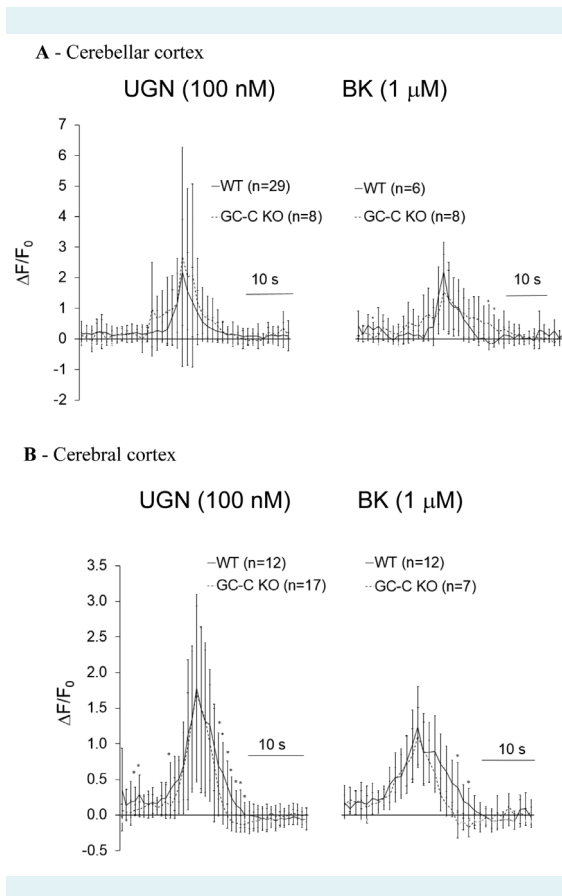 A - Cerebellar cortex
UGN (100 nM)
BK (1 μM)
7
6
5
4
3
2
1
0
-1
-2
ΔF/F0
–WT (n=29)
--GC-C KO (n=8)
10 s
–WT (n=6)
--GC-C KO (n=8)
10 s
B - Cerebral cortex
UGN (100 nM)
BK (1 μM)
3.5
3.0
2.5
2.0
1.5
1.0
0.5
0.0
-0.5
ΔF/F0
–WT (n=12)
--GC-C KO (n=17)
10 s
–WT (n=12)
--GC-C KO (n=7)
10 s